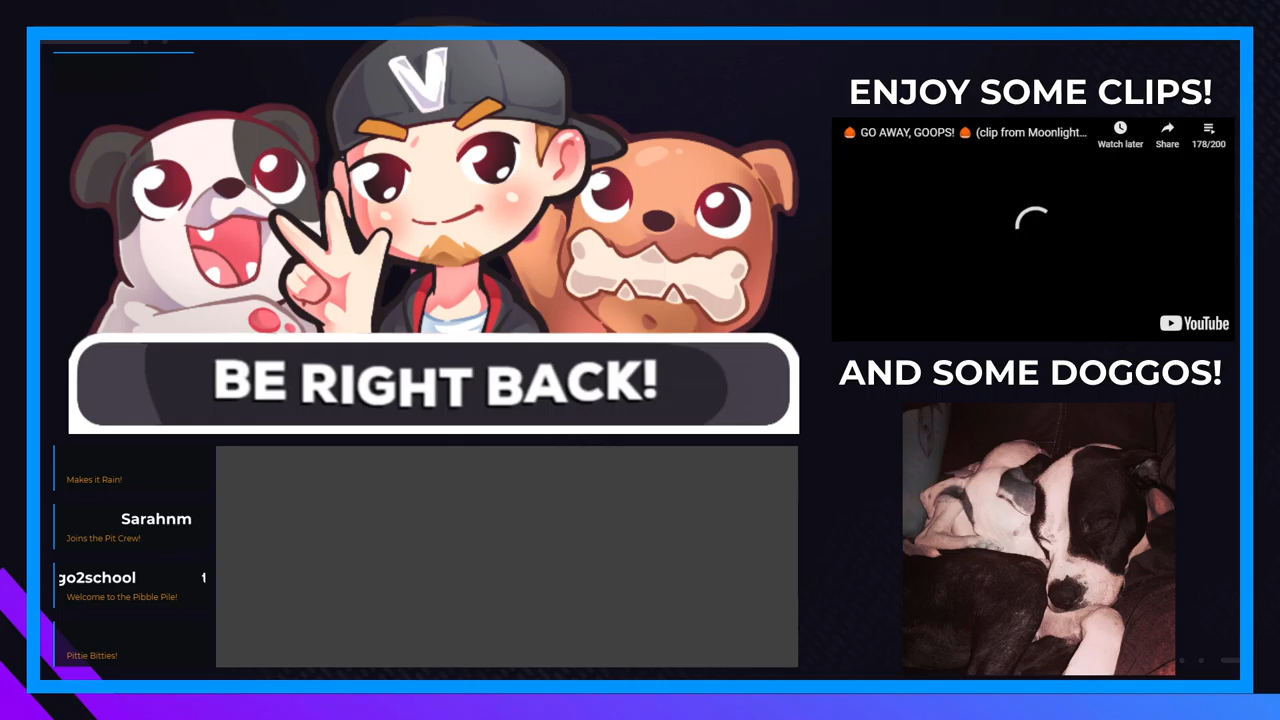 V
BE RIGHT BACK!
Makes it Rain!
Sarahnm
Joins the Pit Crew!
go2school
Welcome to the Pibble Pile!
Pittie Bitties!
ENJOY SOME CLIPS!
GO AWAY, GOOPS! (clip from Moonlight...
Watch later
Share
178/200
YouTube
AND SOME DOGGOS!